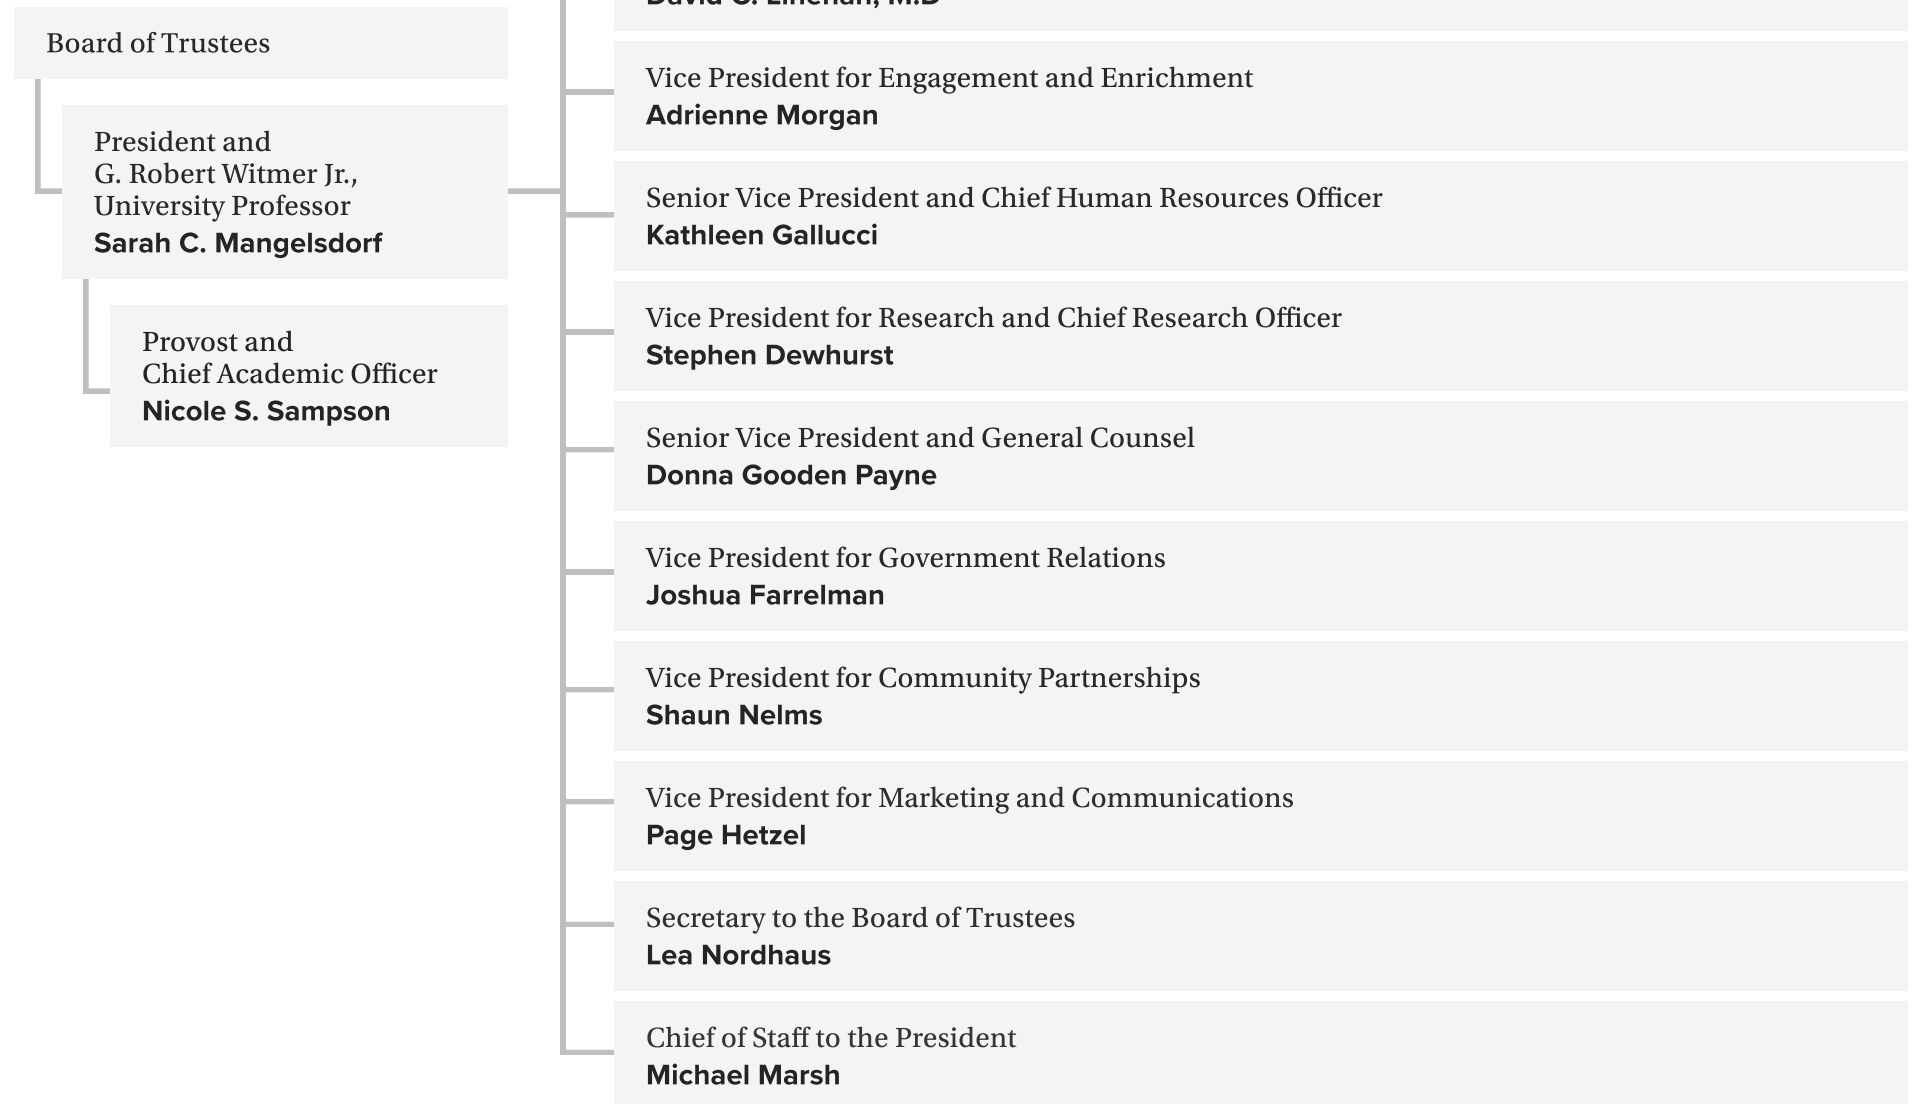 Board of Trustees
President and
G. Robert Witmer Jr.,
University Professor
Sarah C. Mangelsdorf
Provost and
Chief Academic Officer
Nicole S. Sampson
David C. Linehan, M.D
Vice President for Engagement and Enrichment
Adrienne Morgan
Senior Vice President and Chief Human Resources Officer
Kathleen Gallucci
Vice President for Research and Chief Research Officer
Stephen Dewhurst
Senior Vice President and General Counsel
Donna Gooden Payne
Vice President for Government Relations
Joshua Farrelman
Vice President for Community Partnerships
Shaun Nelms
Vice President for Marketing and Communications
Page Hetzel
Secretary to the Board of Trustees
Lea Nordhaus
Chief of Staff to the President
Michael Marsh